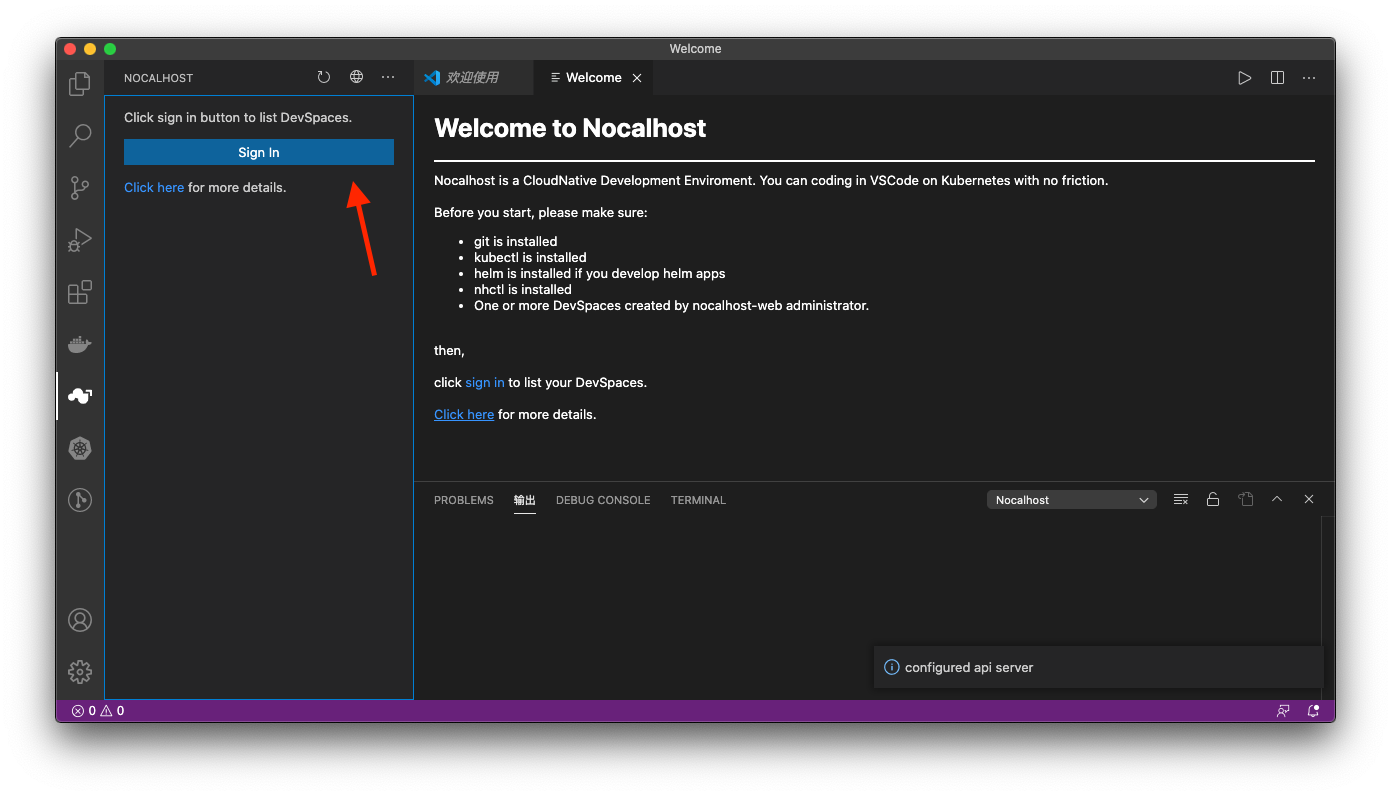 Welcome
NOCALHOST
欢迎使用
Welcome
Click sign in button to list DevSpaces.
Sign In
Click here for more details.
Welcome to Nocalhost
Nocalhost is a CloudNative Development Enviroment. You can coding in VSCode on Kubernetes with no friction.
Before you start, please make sure:
• git is installed
• kubectl is installed
• helm is installed if you develop helm apps
• nhctl is installed
• One or more DevSpaces created by nocalhost-web administrator.
then,
click sign in to list your DevSpaces.
Click here for more details.
PROBLEMS 输出 DEBUG CONSOLE TERMINAL Nocalhost
configured api server
0 0